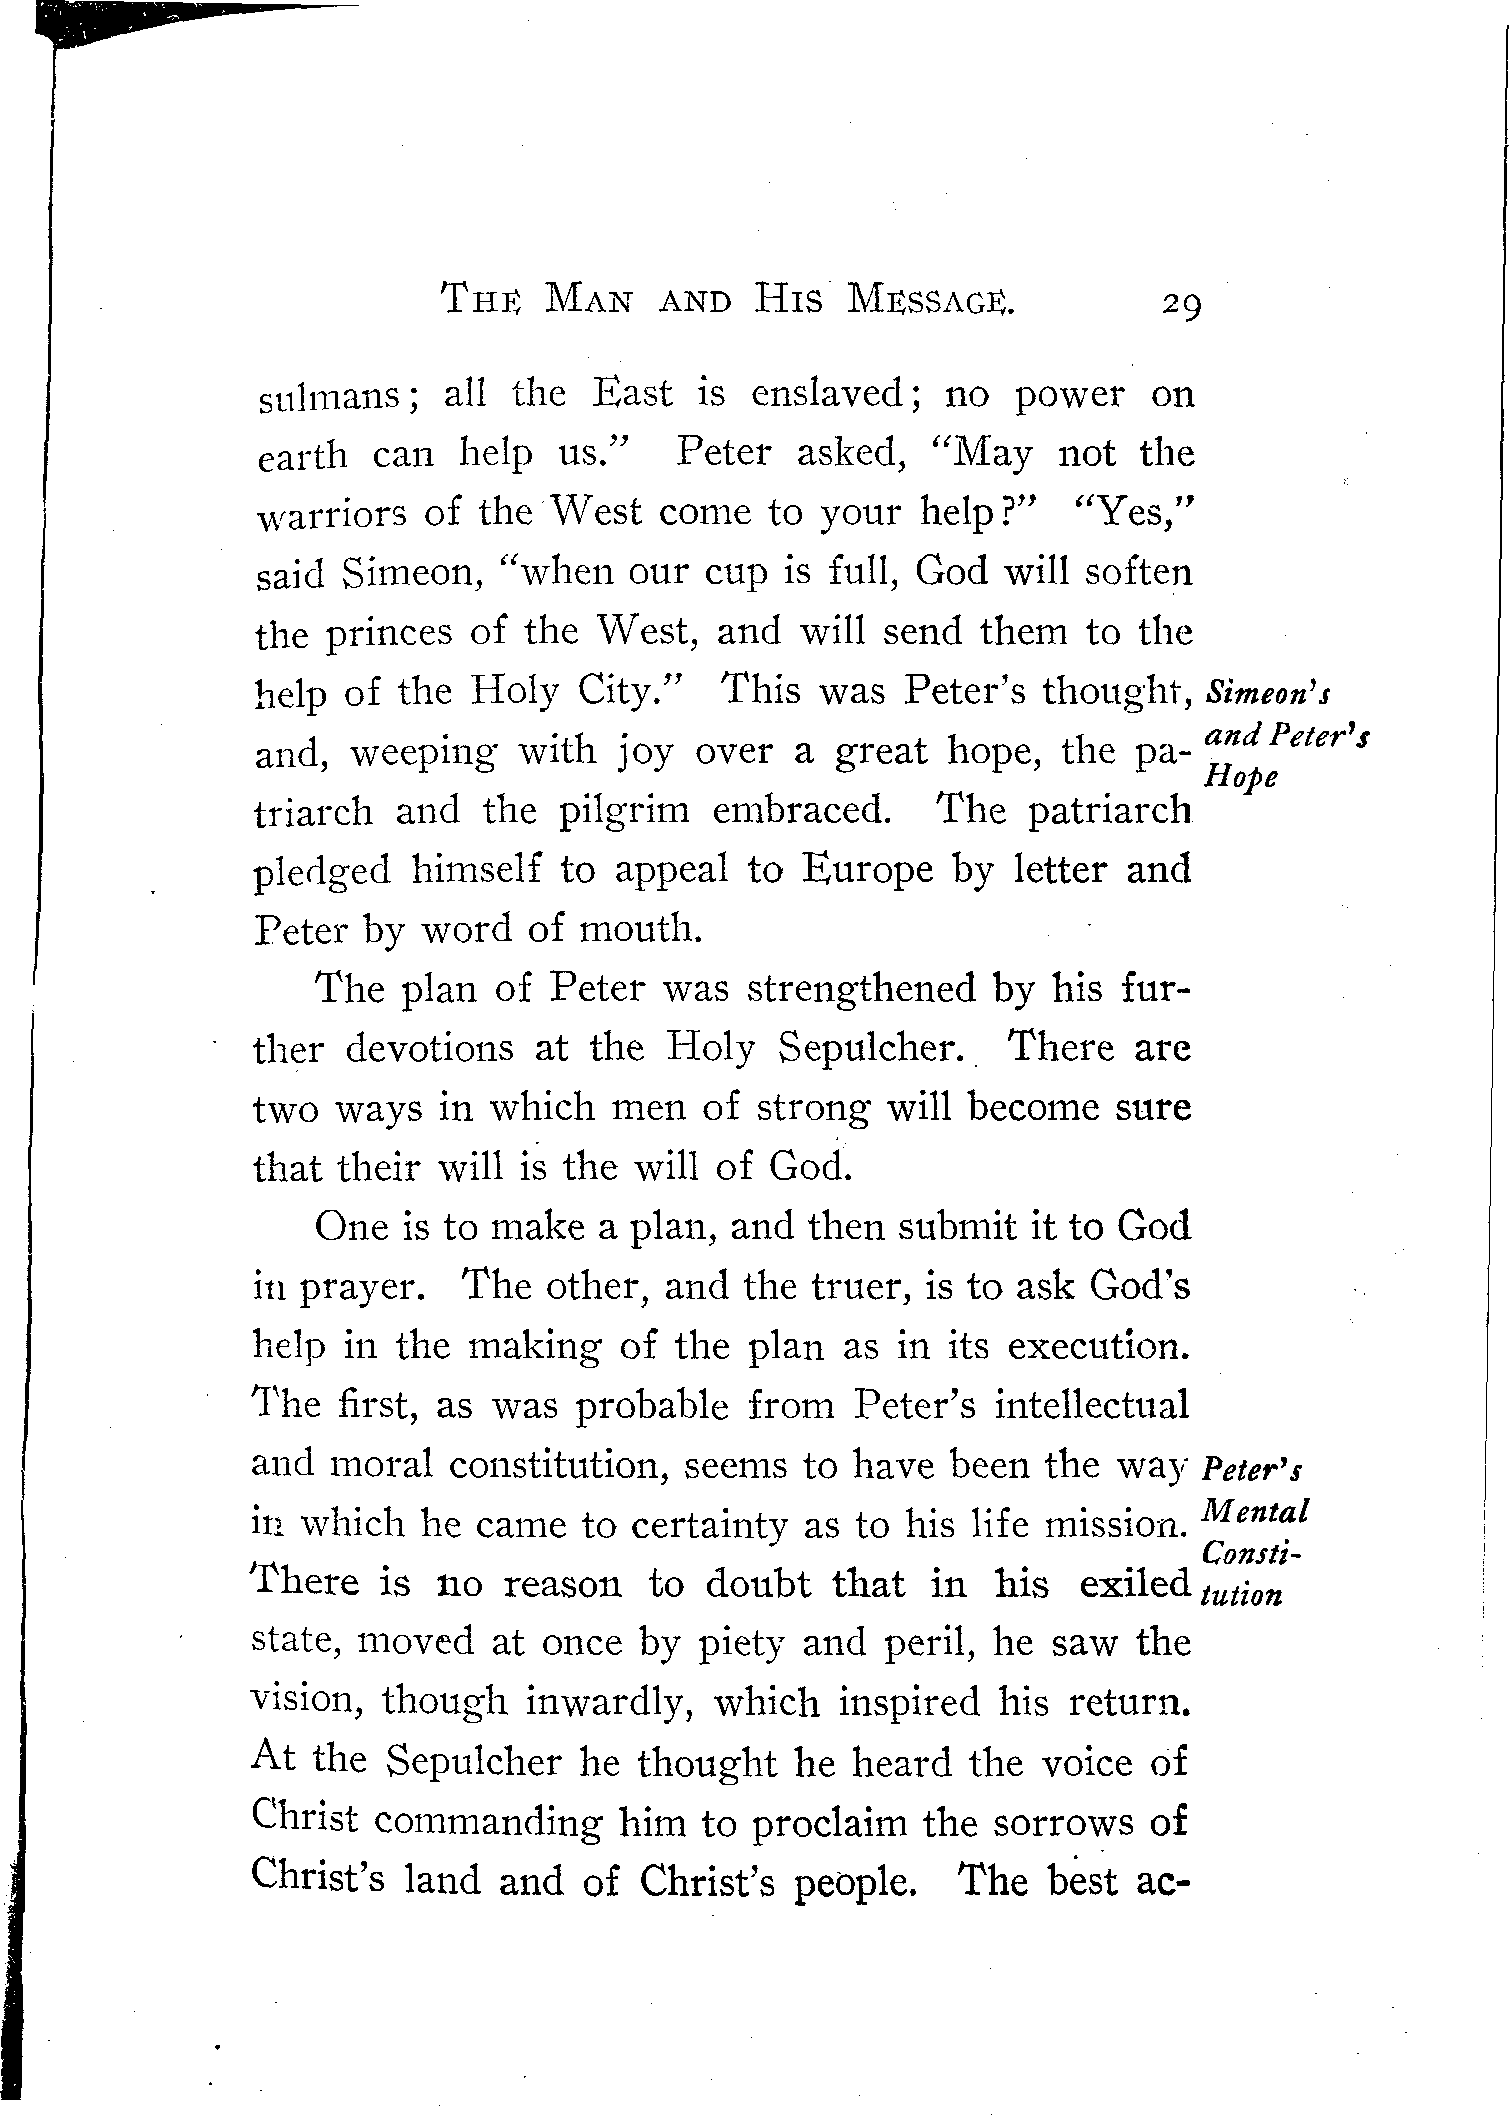 THE MAN AND HIS MESSAGE. 29
sulmans; all the East is enslaved; no power on
earth can help us." Peter asked, "May not the
warriors of the West come to your help?" "Yes,"
said Simeon, "when our cup is full, God will soften
the princes of the West, and will send them to the
help of the Holy City." This was Peter's thought,
and, weeping with joy over a great hope, the pa-
triarch and the pilgrim embraced. The patriarch
pledged himself to appeal to Europe by letter and
Peter by word of mouth.
Simeon's
and Peter's
Hope
The plan of Peter was strengthened by his fur-
ther devotions at the Holy Sepulcher. There are
two ways in which men of strong will become sure
that their will is the will of God.
One is to make a plan, and then submit it to God
in prayer. The other, and the truer, is to ask God's
help in the making of the plan as in its execution.
The first, as was probable from Peter's intellectual
and moral constitution, seems to have been the way
in which he came to certainty as to his life mission.
There is no reason to doubt that in his exiled
state, moved at once by piety and peril, he saw the
vision, though inwardly, which inspired his return.
At the Sepulcher he thought he heard the voice of
Christ commanding him to proclaim the sorrows of
Christ's land and of Christ's people. The best ac-
Peter's
Mental
Consti-
tution